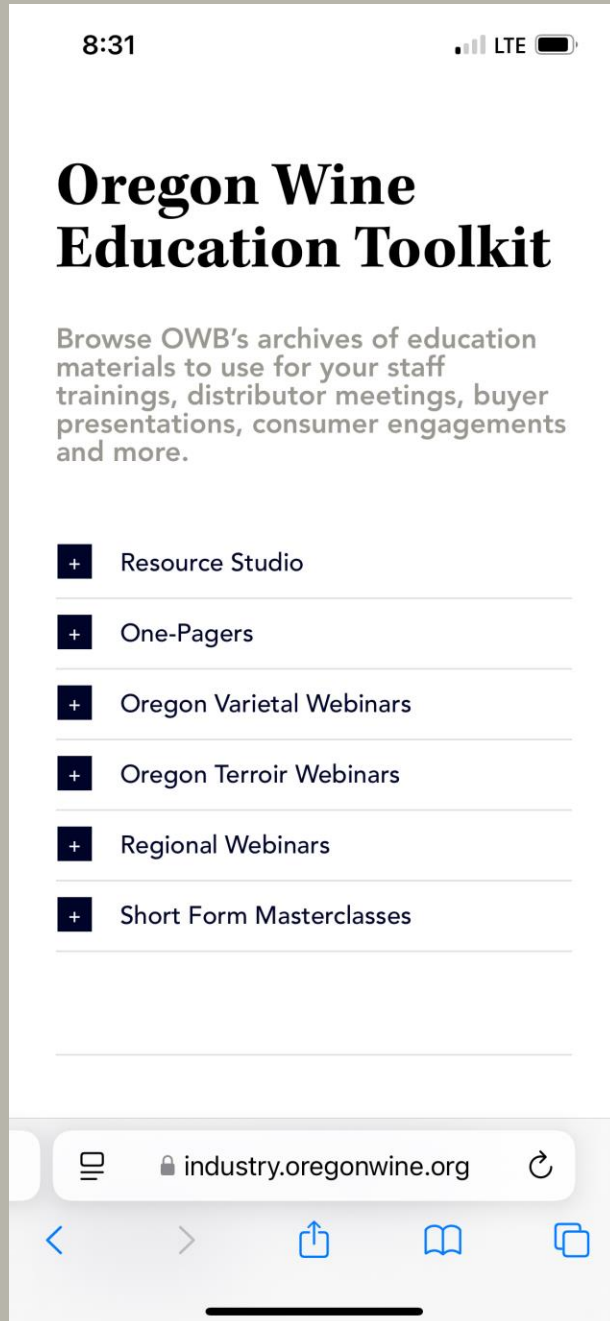 8:31
LTE
Oregon Wine
Education Toolkit
Browse OWB’s archives of education
materials to use for your staff
trainings, distributor meetings, buyer
presentations, consumer engagements
and more.
+ Resource Studio
+ One-Pagers
+ Oregon Varietal Webinars
+ Oregon Terroir Webinars
+ Regional Webinars
+ Short Form Masterclasses
industry.oregonwine.org